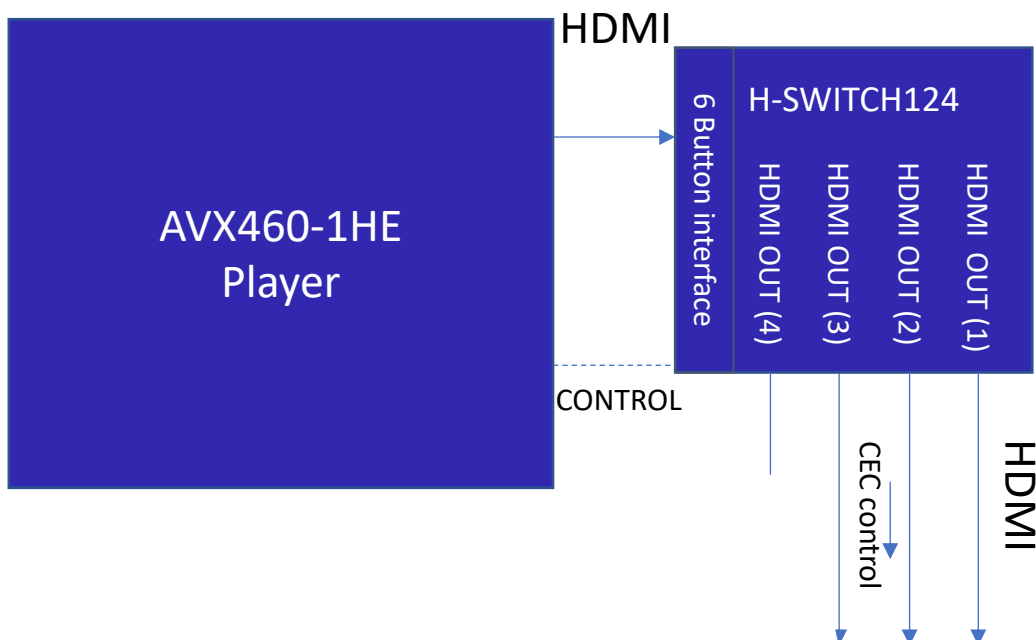 HDMI
AVX460-1HE
Player
6 Button interface
H-SWITCH124
HDMI OUT (4)
HDMI OUT (3)
HDMI OUT (2)
HDMI OUT (1)
CONTROL
CEC control
HDMI